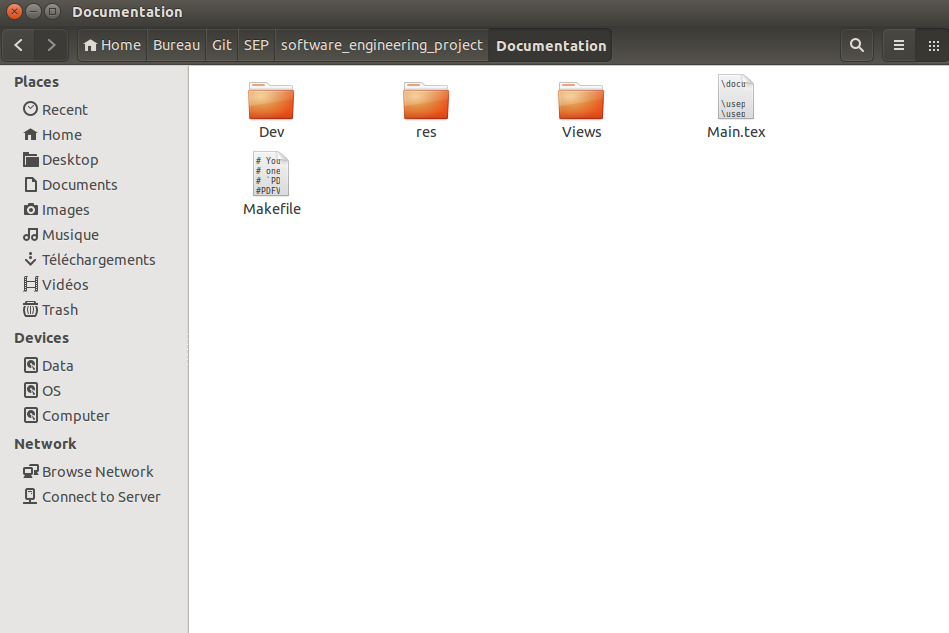 Documentation
Home Bureau Git SEP software_engineering_project Documentation
Places
Recent
Home
Desktop
Documents
Images
Musique
Téléchargements
Vidéos
Trash
Devices
Data
OS
Computer
Network
Browse Network
Connect to Server
Dev
res
Views
\docu
\usep
\usep
Main.tex
# You
# one
# `PD
#PDFV
Makefile